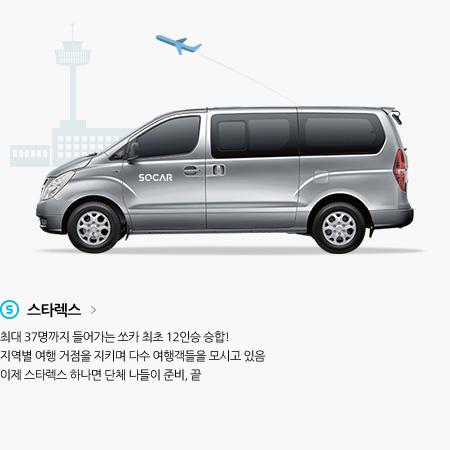 SOCAR
S 스타렉스 >
최대 37명까지 들어가는 쏘카 최초 12인승 승합!
지역별 여행 거점을 지키며 다수 여행객들을 모시고 있음
이제 스타렉스 하나면 단체 나들이 준비, 끝